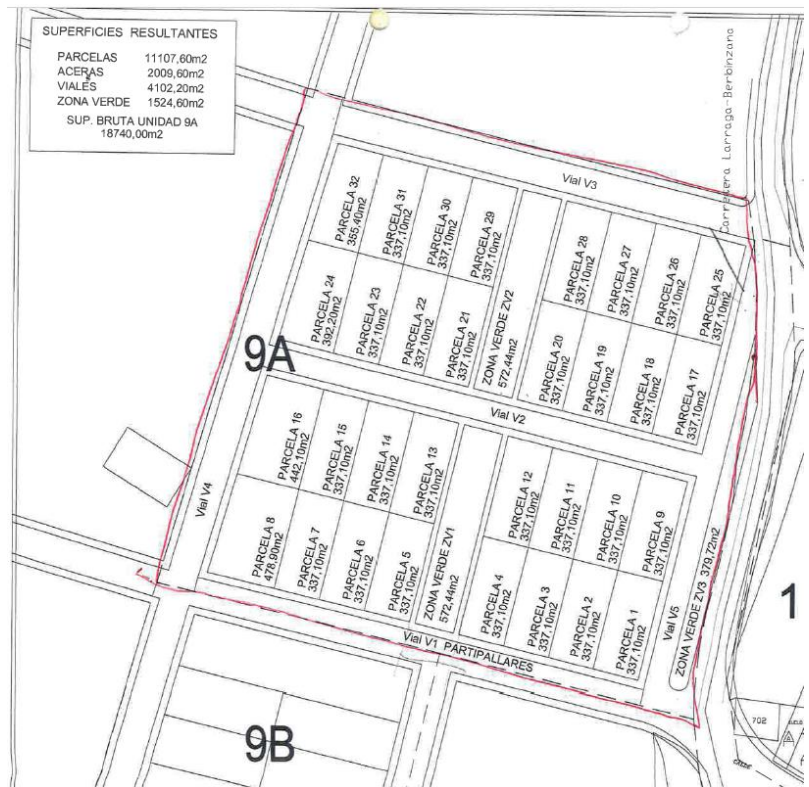 SUPERFICIES RESULTANTES
PARCELAS 11107,60m2
ACERAS 2009,60m2
VIALES 4102,20m2
ZONA VERDE 1524,60m2
SUP. BRUTA UNIDAD 9A
18740,00m2
Carretera Larraga-Berbinzana
Vial V3
PARCELA 32
355,40m2
PARCELA 31
337,10m2
PARCELA 30
337,10m2
PARCELA 29
337,10m2
PARCELA 28
337,10m2
PARCELA 27
337,10m2
PARCELA 26
337,10m2
PARCELA 25
337,10m2
PARCELA 24
392,20m2
PARCELA 23
337,10m2
PARCELA 22
337,10m2
PARCELA 21
337,10m2
ZONA VERDE ZV2
572,44m2
PARCELA 20
337,10m2
PARCELA 19
337,10m2
PARCELA 18
337,10m2
PARCELA 17
337,10m2
9A
Vial V2
PARCELA 16
442,10m2
PARCELA 15
337,10m2
PARCELA 14
337,10m2
PARCELA 13
337,10m2
PARCELA 12
337,10m2
PARCELA 11
337,10m2
PARCELA 10
337,10m2
PARCELA 9
337,10m2
Vial V4
PARCELA 8
478,90m2
PARCELA 7
337,10m2
PARCELA 6
337,10m2
PARCELA 5
337,10m2
ZONA VERDE ZV1
572,44m2
PARCELA 4
337,10m2
PARCELA 3
337,10m2
PARCELA 2
337,10m2
PARCELA 1
337,10m2
Vial V5
ZONA VERDE ZV3 379,72m2
1
Vial V1 PARTIPALLARES
9B
702